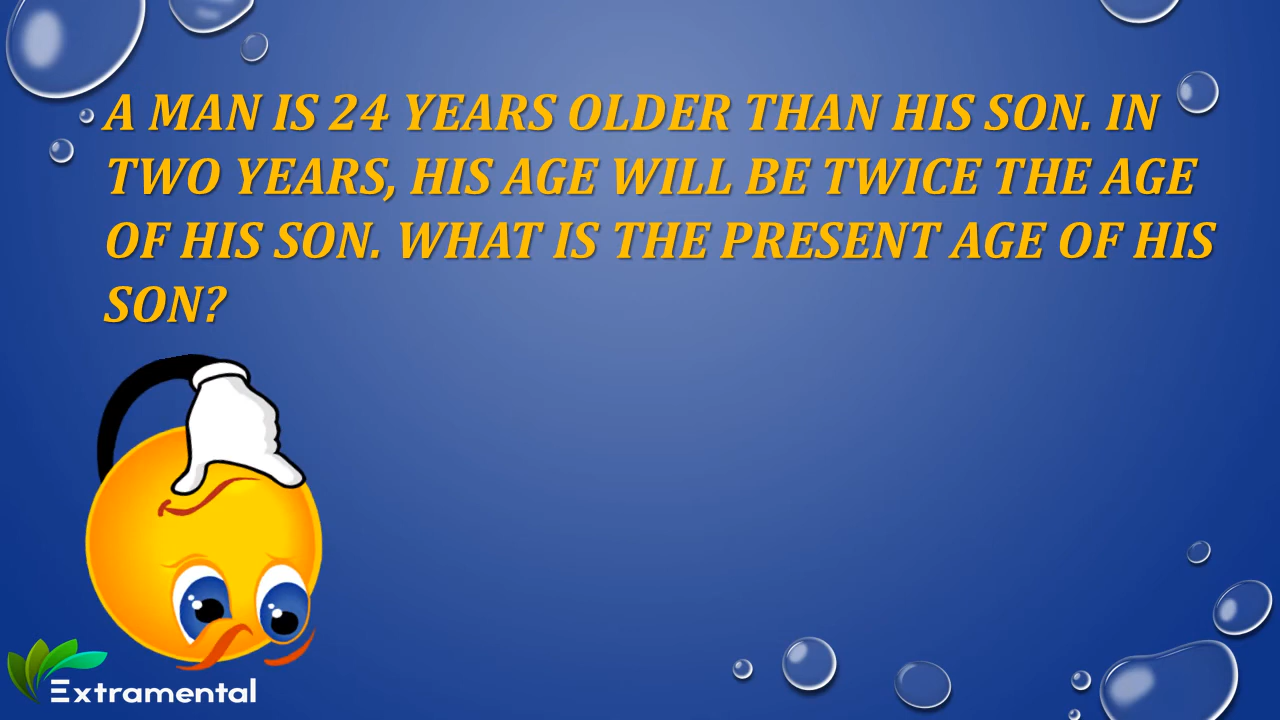 A MAN IS 24 YEARS OLDER THAN HIS SON. IN
TWO YEARS, HIS AGE WILL BE TWICE THE AGE
OF HIS SON. WHAT IS THE PRESENT AGE OF HIS
SON?
Extramental